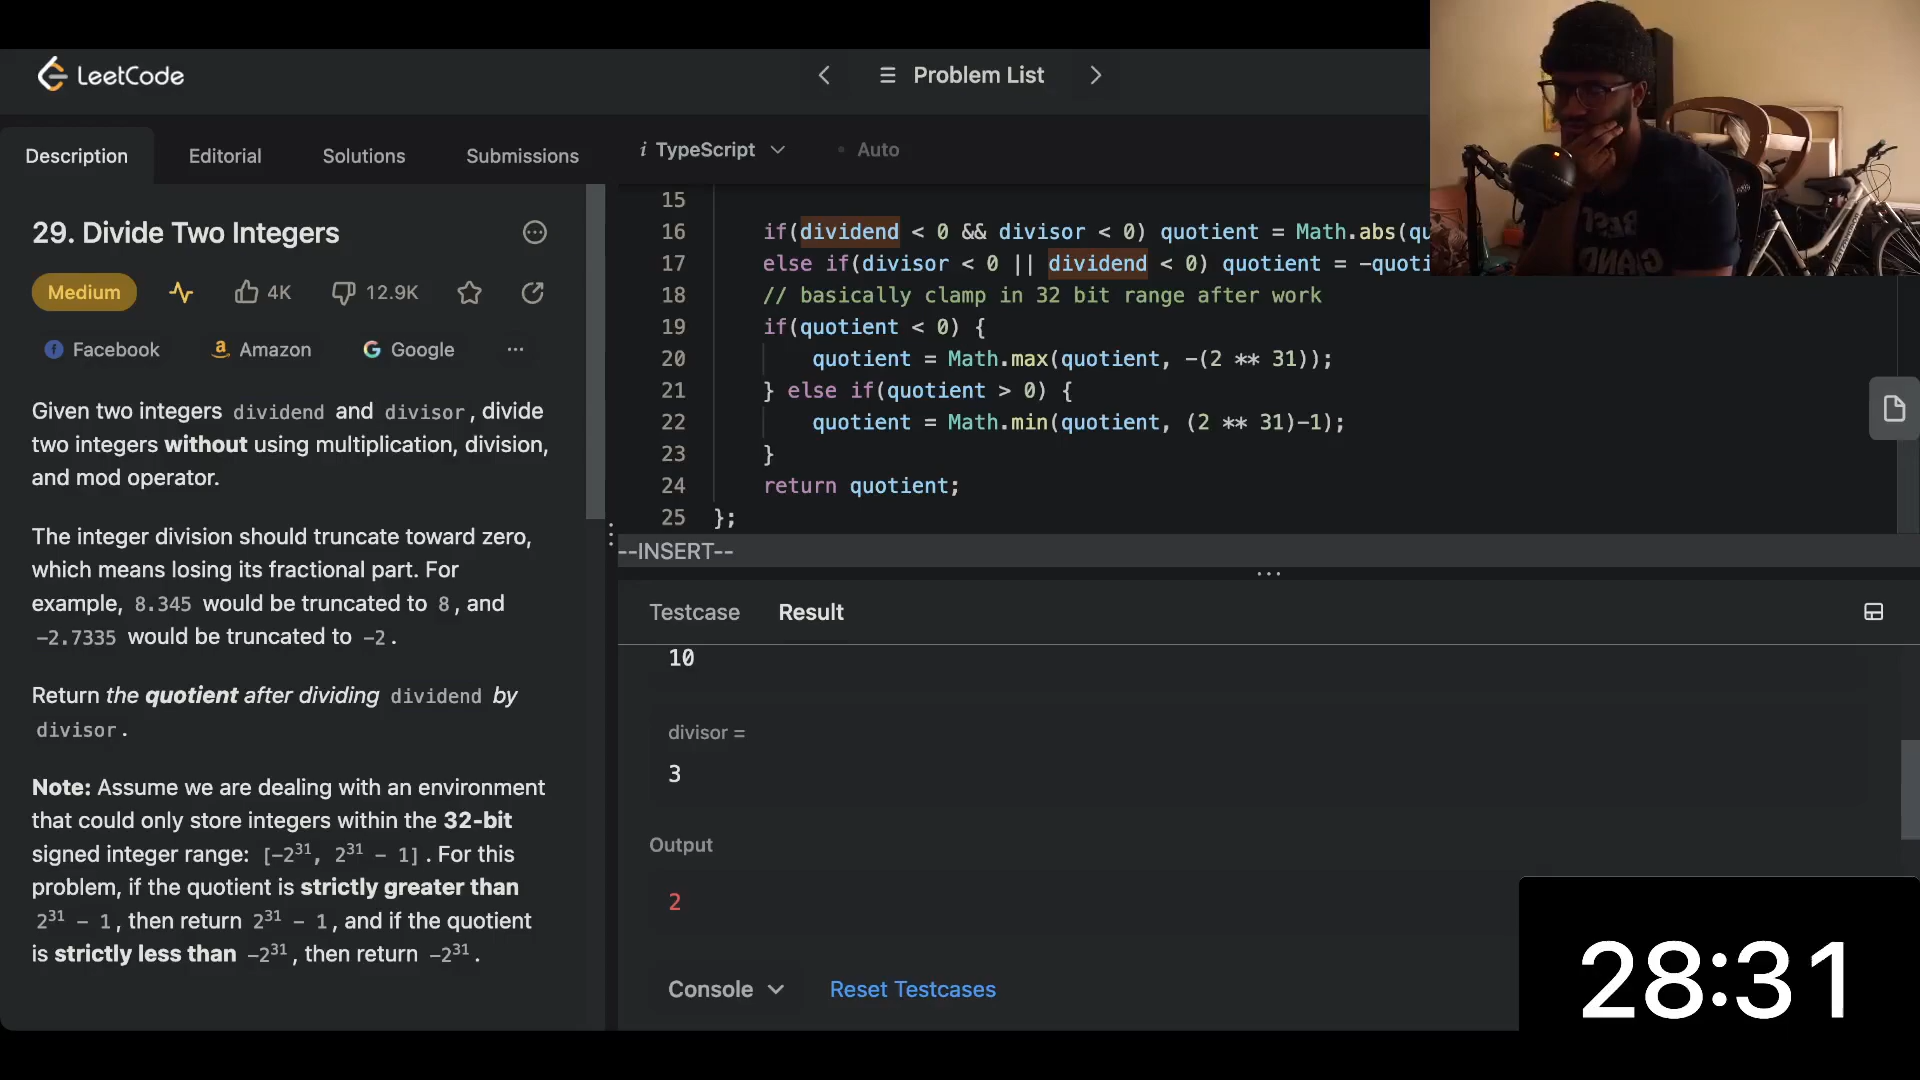 LeetCode
Problem List
Description
Editorial
Solutions
Submissions
29. Divide Two Integers
Medium
4K
12.9K
Facebook
Amazon
Google
Given two integers dividend and divisor, divide
two integers without using multiplication, division,
and mod operator.
The integer division should truncate toward zero,
which means losing its fractional part. For
example, 8.345 would be truncated to 8, and
-2.7335 would be truncated to -2.
Return the quotient after dividing dividend by
divisor.
Note: Assume we are dealing with an environment
that could only store integers within the 32-bit
signed integer range: [−2³¹, 2³¹ − 1]. For this
problem, if the quotient is strictly greater than
2³¹ − 1, then return 2³¹ − 1, and if the quotient
is strictly less than −2³¹, then return −2³¹.
i TypeScript
• Auto
15
16 if(dividend < 0 && divisor < 0) quotient = Math.abs(qu
17 else if(divisor < 0 || dividend < 0) quotient = -quoti
18 // basically clamp in 32 bit range after work
19 if(quotient < 0) {
20 quotient = Math.max(quotient, -(2 ** 31));
21 } else if(quotient > 0) {
22 quotient = Math.min(quotient, (2 ** 31)-1);
23 }
24 return quotient;
25 };
--INSERT--
Testcase
Result
10
divisor =
3
Output
2
Console
Reset Testcases
28:31